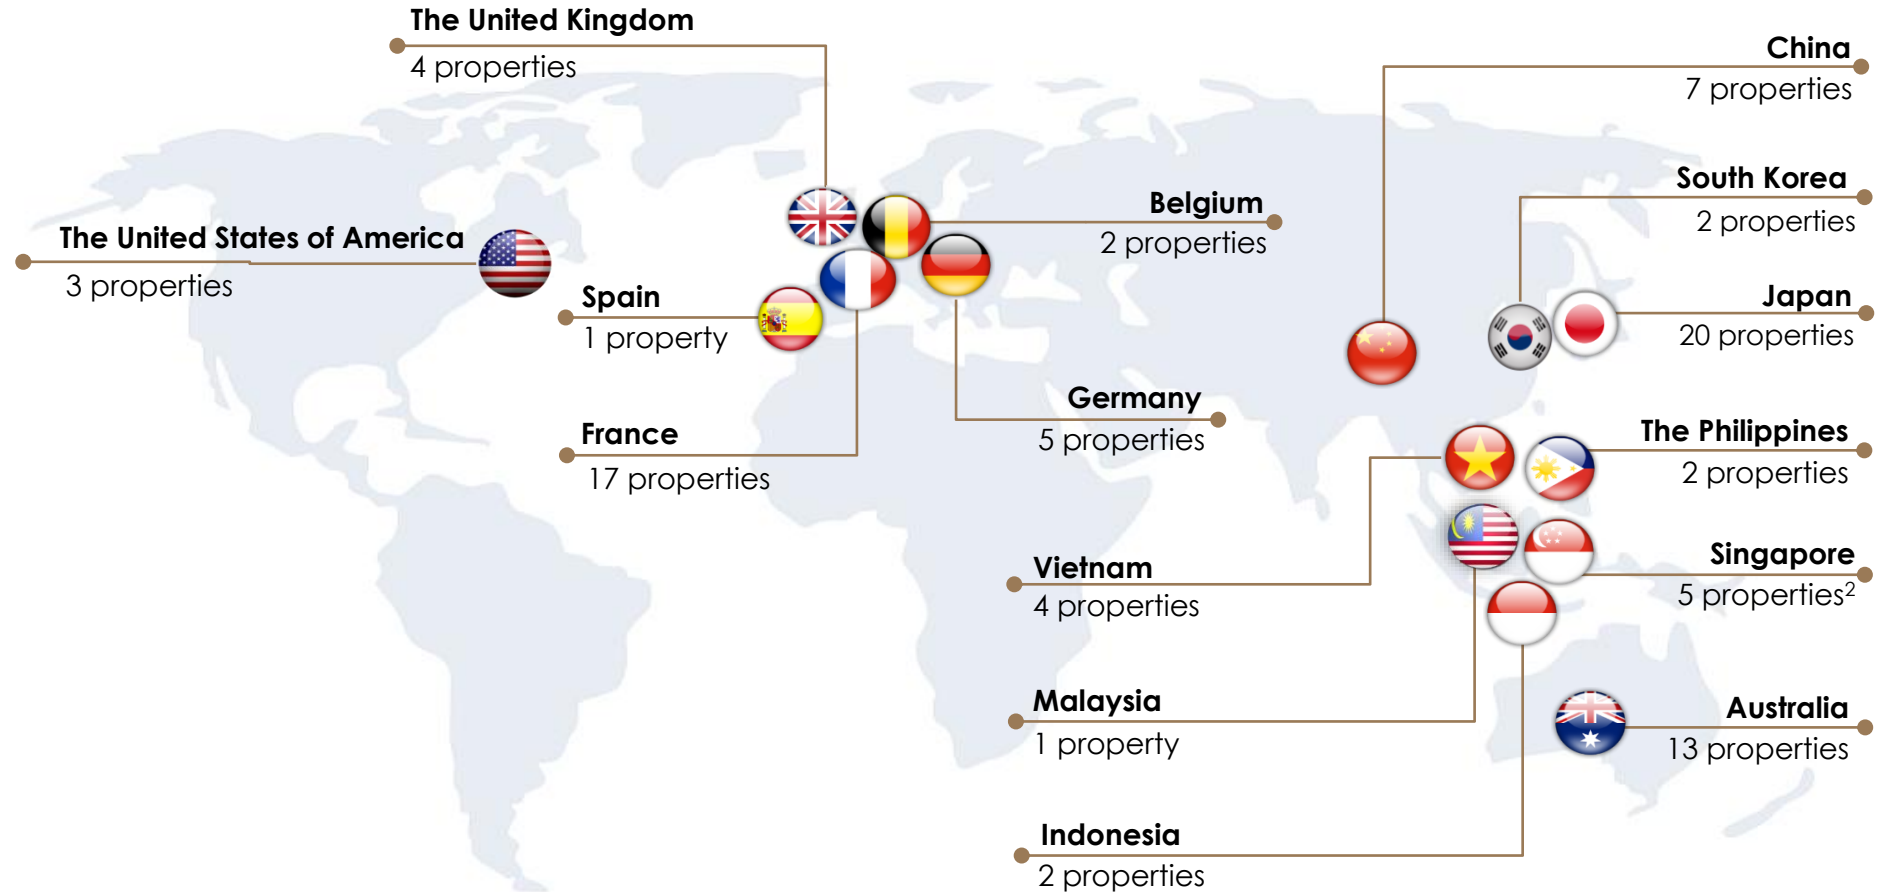 The United Kingdom
4 properties
China
7 properties
South Korea
2 properties
Belgium
2 properties
The United States of America
3 properties
Spain
1 property
Japan
20 properties
Germany
5 properties
France
17 properties
The Philippines
2 properties
Vietnam
4 properties
Singapore
5 properties²
Malaysia
1 property
Australia
13 properties
Indonesia
2 properties